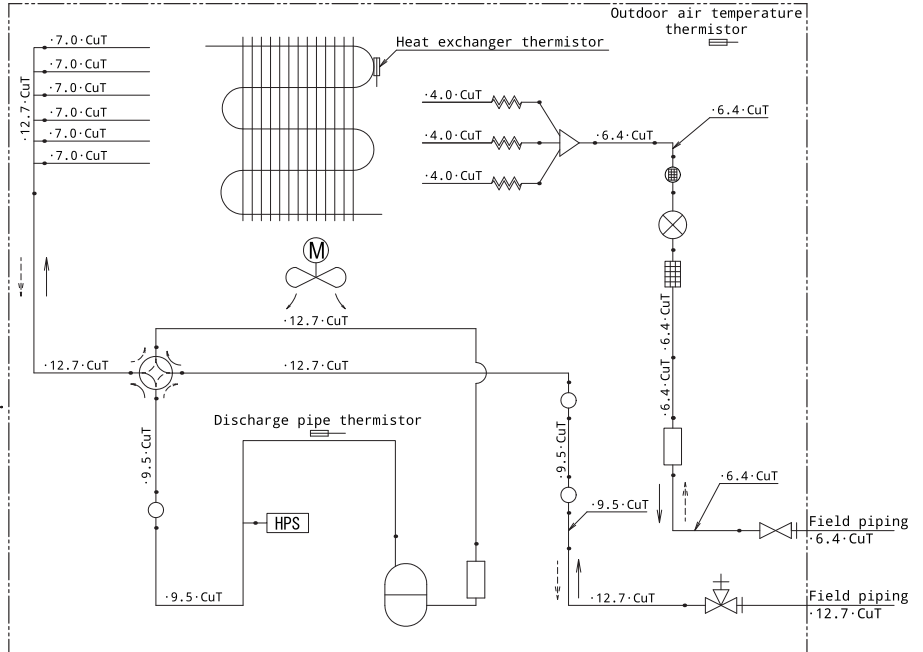 Outdoor air temperature
thermistor
·7.0·CuT
·7.0·CuT
·7.0·CuT
·7.0·CuT
·7.0·CuT
·7.0·CuT
·12.7·CuT
Heat exchanger thermistor
·4.0·CuT
·4.0·CuT
·4.0·CuT
·6.4·CuT
·6.4·CuT
M
·12.7·CuT
·6.4·CuT
·6.4·CuT
·12.7·CuT
·12.7·CuT
Discharge pipe thermistor
·9.5·CuT
·9.5·CuT
·6.4·CuT
·9.5·CuT
HPS
Field piping
·6.4·CuT
·9.5·CuT
·12.7·CuT
Field piping
·12.7·CuT